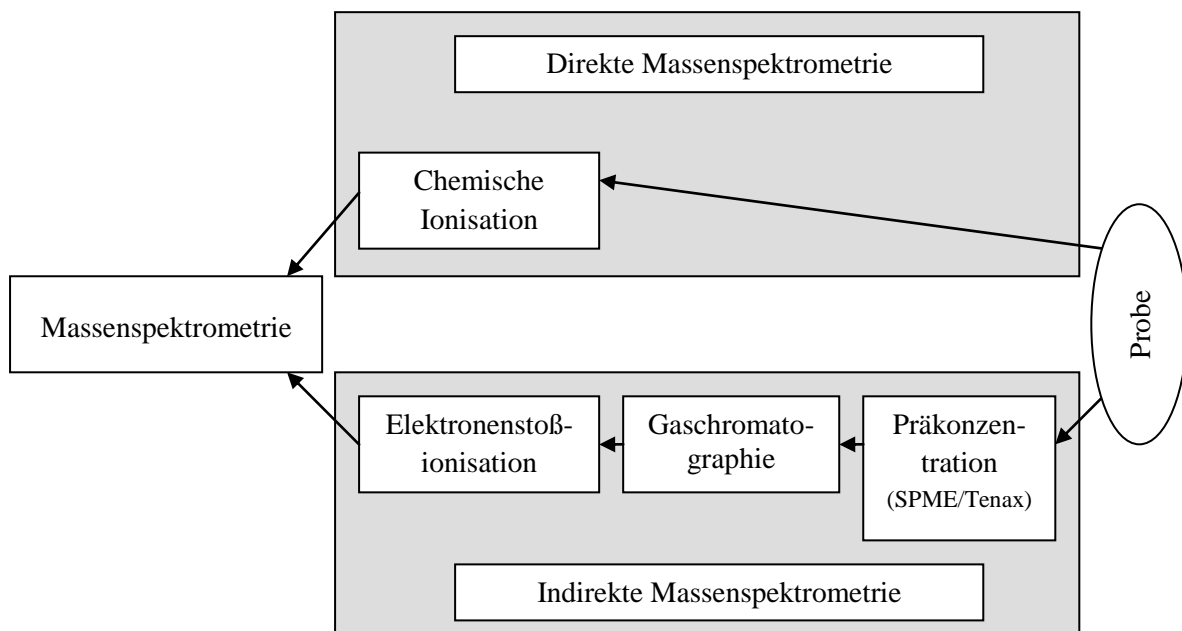 Direkte Massenspektrometrie
Chemische
Ionisation
Massenspektrometrie
Probe
Elektronenstoß-
ionisation
Gaschromato-
graphie
Präkonzen-
tration
(SPME/Tenax)
Indirekte Massenspektrometrie